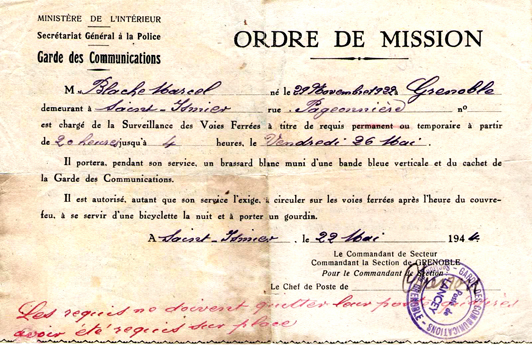 MINISTÈRE DE L'INTÉRIEUR
Secrétariat Général à la Police
Garde des Communications
ORDRE DE MISSION
M Blache Marcel né le 29 Novembre Grenoble
demeurant à Saint-Ismier rue Pageonnière nº
est chargé de la Surveillance des Voies Ferrées à titre de requis permanent ou temporaire à partir
de 20 heures jusqu'à 4 heures, le Vendredi 26 Mai.
Il portera, pendant son service, un brassard blanc muni d'une bande bleue verticale et du cachet de
la Garde des Communications.
Il est autorisé, autant que son service l'exige, à circuler sur les voies ferrées après l'heure du couvre-
feu, à se servir d'une bicyclette la nuit et à porter un gourdin.
A Saint-Ismier, le 22 Mai 1944.
Le Commandant de Secteur
Commandant la Section de GRENOBLE
Pour le Commandant de Section
Le Chef de Poste de
GARDE DES COMMUNICATIONS
Les requis ne doivent quitter leur poste
avoir été requis sur place